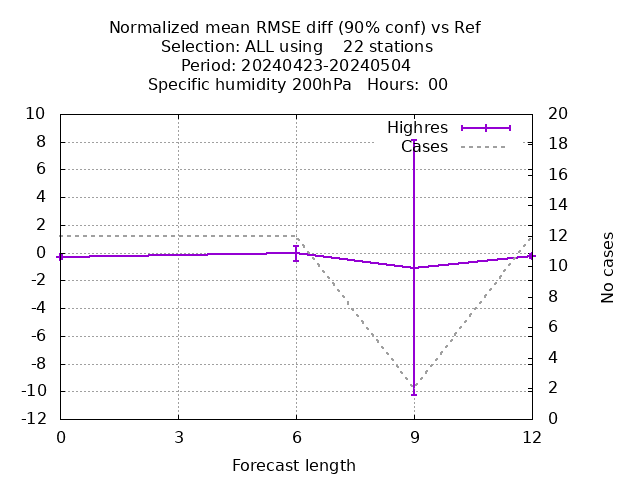 Normalized mean RMSE diff (90% conf) vs Ref
Selection: ALL using    22 stations
Period: 20240423-20240504
Specific humidity 200hPa   Hours:  00
10
8
6
4
2
0
-2
-4
-6
-8
-10
-12
Highres
Cases
20
18
16
14
12
10
8
6
4
2
0
No cases
0 3 6 9 12
Forecast length